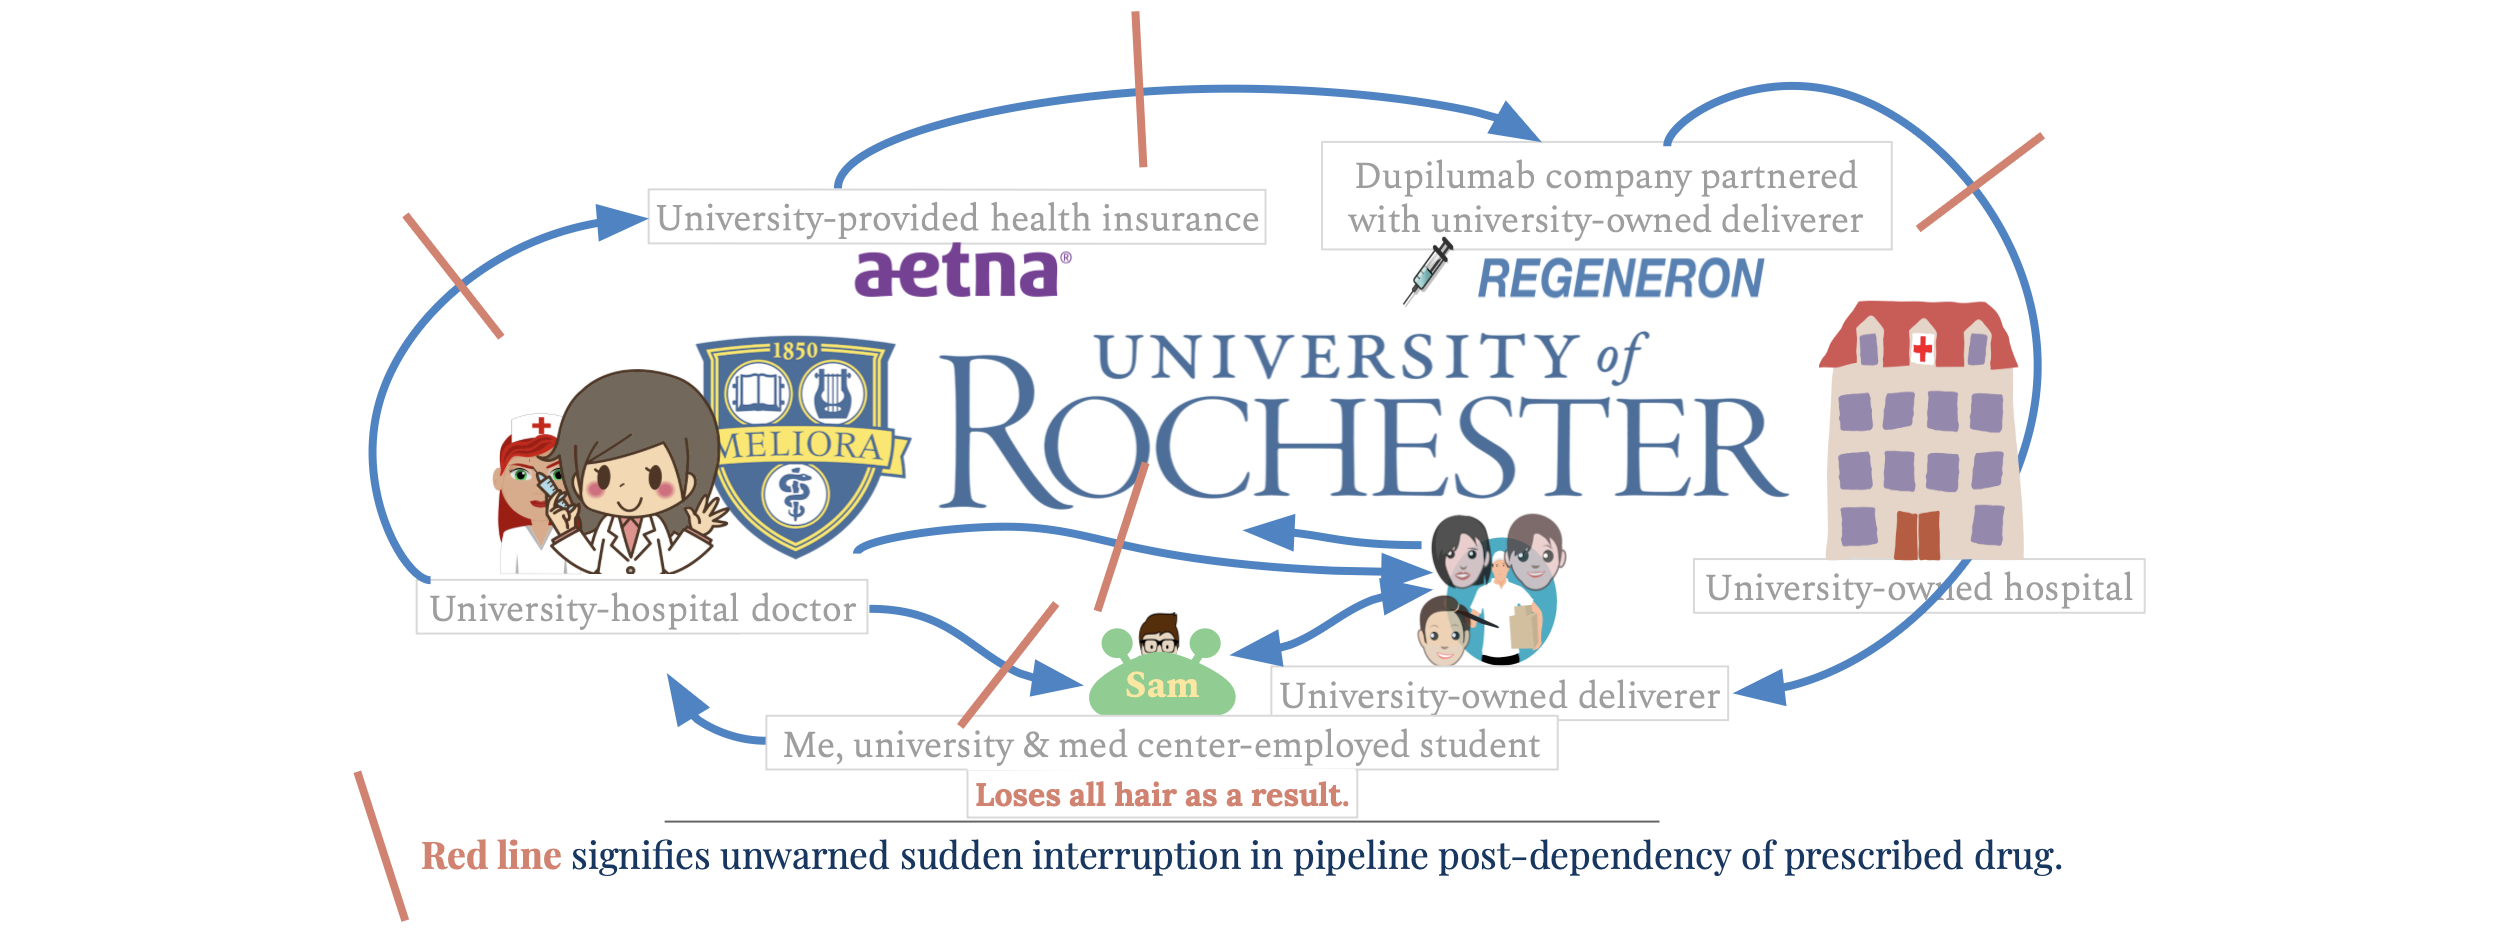 Dupilumab company partnered
with university-owned deliverer
University-provided health insurance
aetna®
REGENERON
1850
MELIORA
UNIVERSITY of
ROCHESTER
University-owned hospital
University-hospital doctor
Sam
University-owned deliverer
Me, university & med center-employed student
Loses all hair as a result.
Red line signifies unwarned sudden interruption in pipeline post-dependency of prescribed drug.